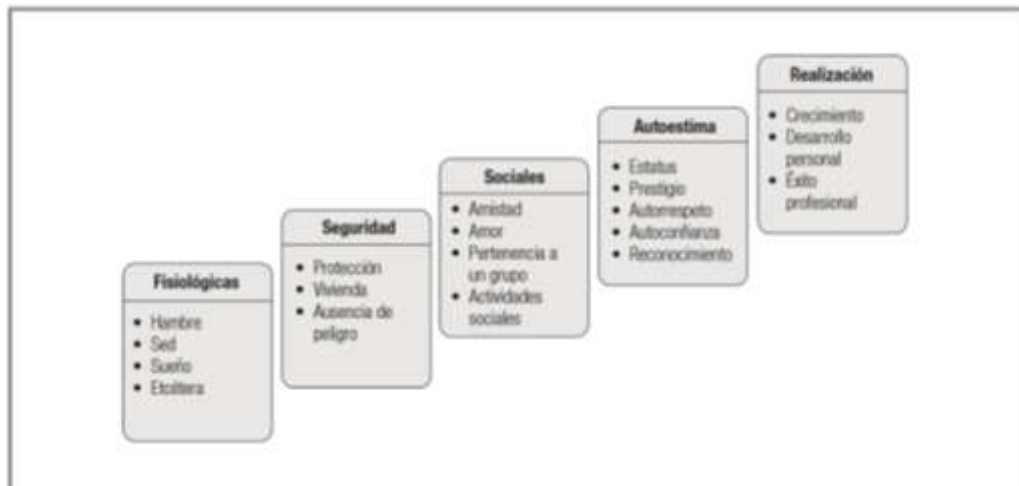 Fisiológicas
• Hambre
• Sed
• Sueño
• Etcétera
Seguridad
• Protección
• Vivienda
• Ausencia de
peligro
Sociales
• Amistad
• Amor
• Pertenencia a
un grupo
• Actividades
sociales
Autoestima
• Estatus
• Prestigio
• Autorrespeto
• Autoconfianza
• Reconocimiento
Realización
• Crecimiento
• Desarrollo
personal
• Éxito
profesional